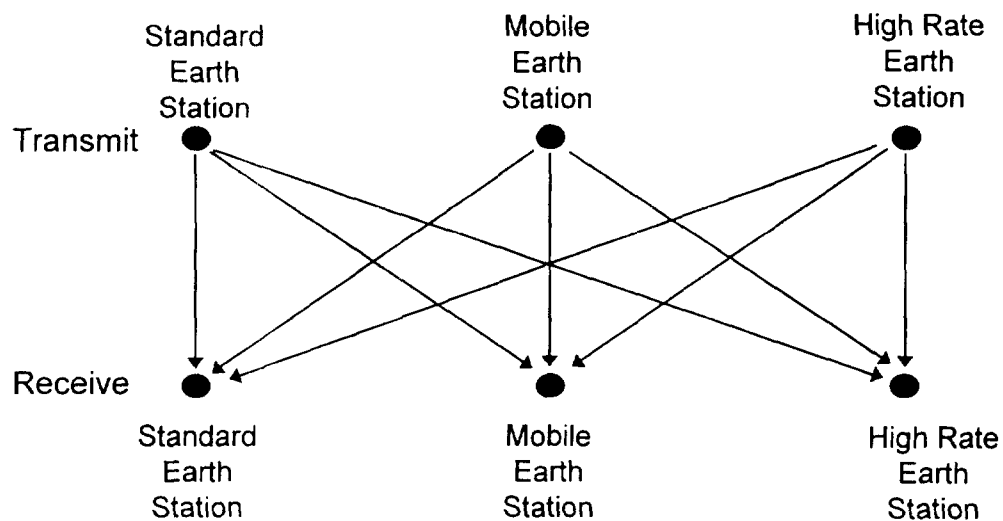 Standard
Earth
Station
Mobile
Earth
Station
High Rate
Earth
Station
Transmit
Receive
Standard
Earth
Station
Mobile
Earth
Station
High Rate
Earth
Station